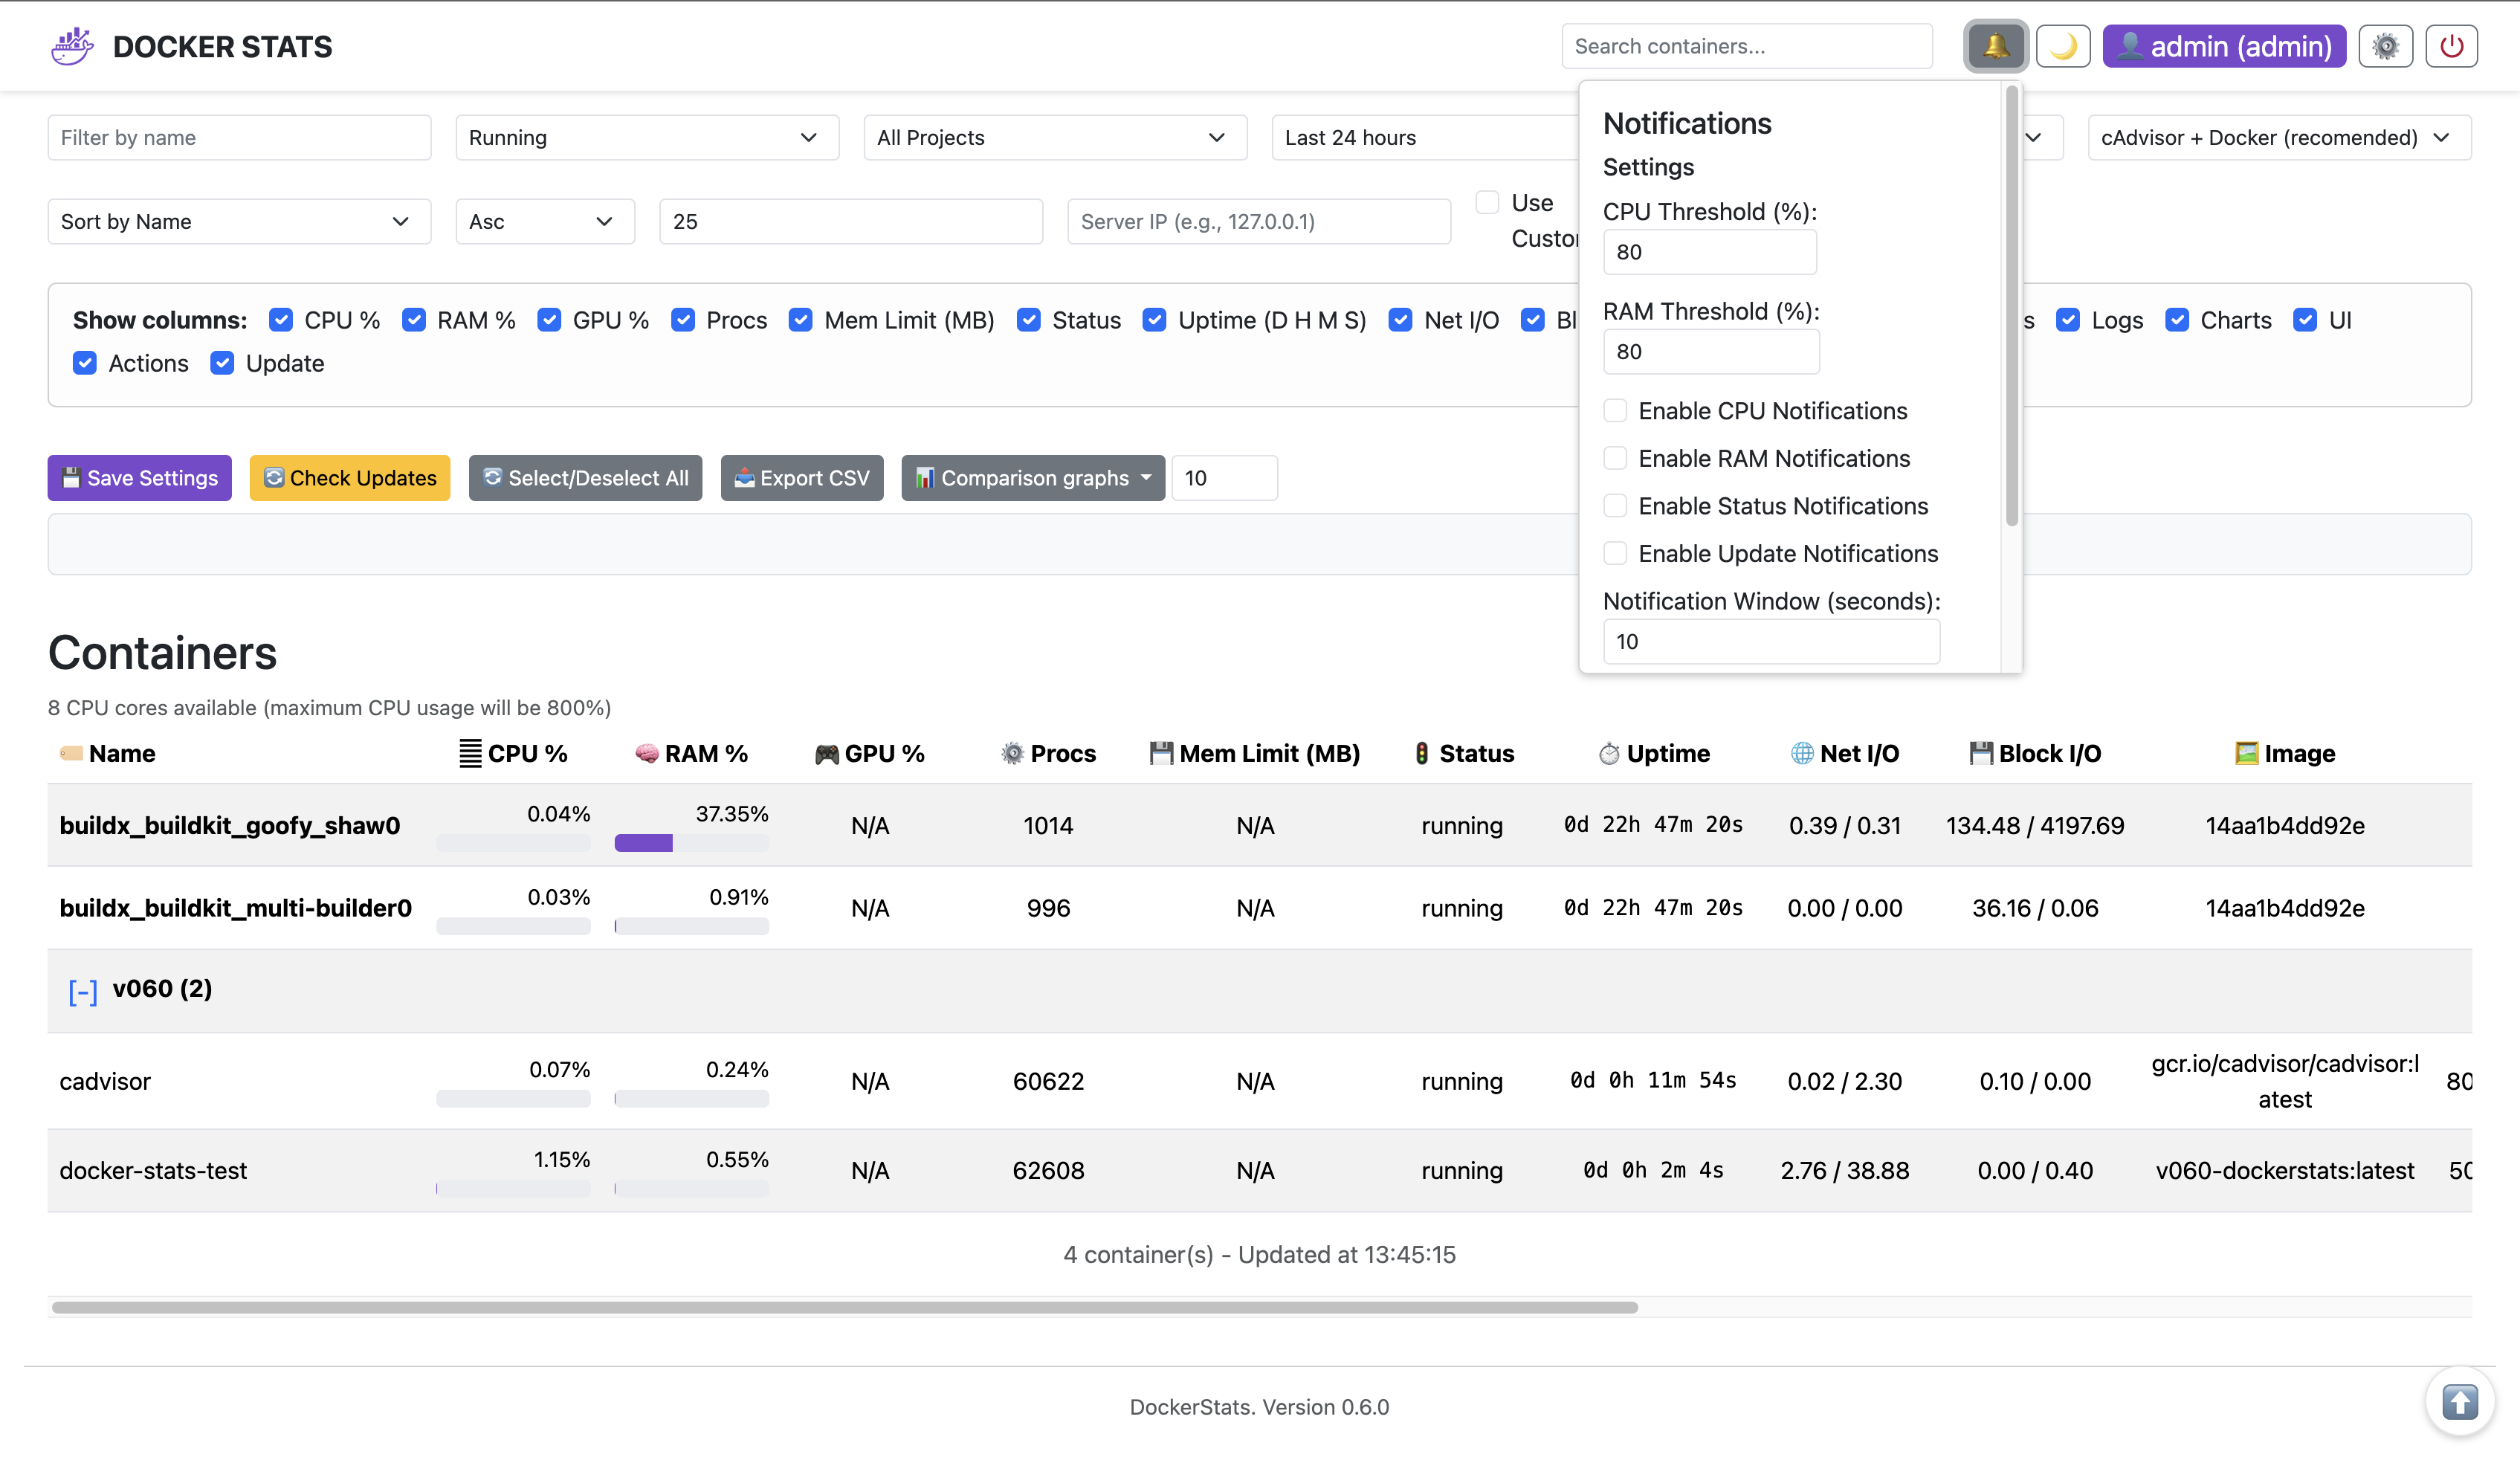 DOCKER STATS
Search containers...
admin (admin)
Filter by name
Running
All Projects
Last 24 hours
cAdvisor + Docker (recomended)
Sort by Name
Asc
25
Server IP (e.g., 127.0.0.1)
Use
Custo
Show columns: CPU % RAM % GPU % Procs Mem Limit (MB) Status Uptime (D H M S) Net I/O Bl s Logs Charts UI
Actions Update
Save Settings
Check Updates
Select/Deselect All
Export CSV
Comparison graphs
10
Notifications
Settings
CPU Threshold (%):
80
RAM Threshold (%):
80
Enable CPU Notifications
Enable RAM Notifications
Enable Status Notifications
Enable Update Notifications
Notification Window (seconds):
10
Containers
8 CPU cores available (maximum CPU usage will be 800%)
Name CPU % RAM % GPU % Procs Mem Limit (MB) Status Uptime Net I/O Block I/O Image
buildx_buildkit_goofy_shaw0 0.04% 37.35% N/A 1014 N/A running 0d 22h 47m 20s 0.39 / 0.31 134.48 / 4197.69 14aa1b4dd92e
buildx_buildkit_multi-builder0 0.03% 0.91% N/A 996 N/A running 0d 22h 47m 20s 0.00 / 0.00 36.16 / 0.06 14aa1b4dd92e
[-] v060 (2)
cadvisor 0.07% 0.24% N/A 60622 N/A running 0d 0h 11m 54s 0.02 / 2.30 0.10 / 0.00 gcr.io/cadvisor/cadvisor:l
atest 80
docker-stats-test 1.15% 0.55% N/A 62608 N/A running 0d 0h 2m 4s 2.76 / 38.88 0.00 / 0.40 v060-dockerstats:latest 50
4 container(s) - Updated at 13:45:15
DockerStats. Version 0.6.0